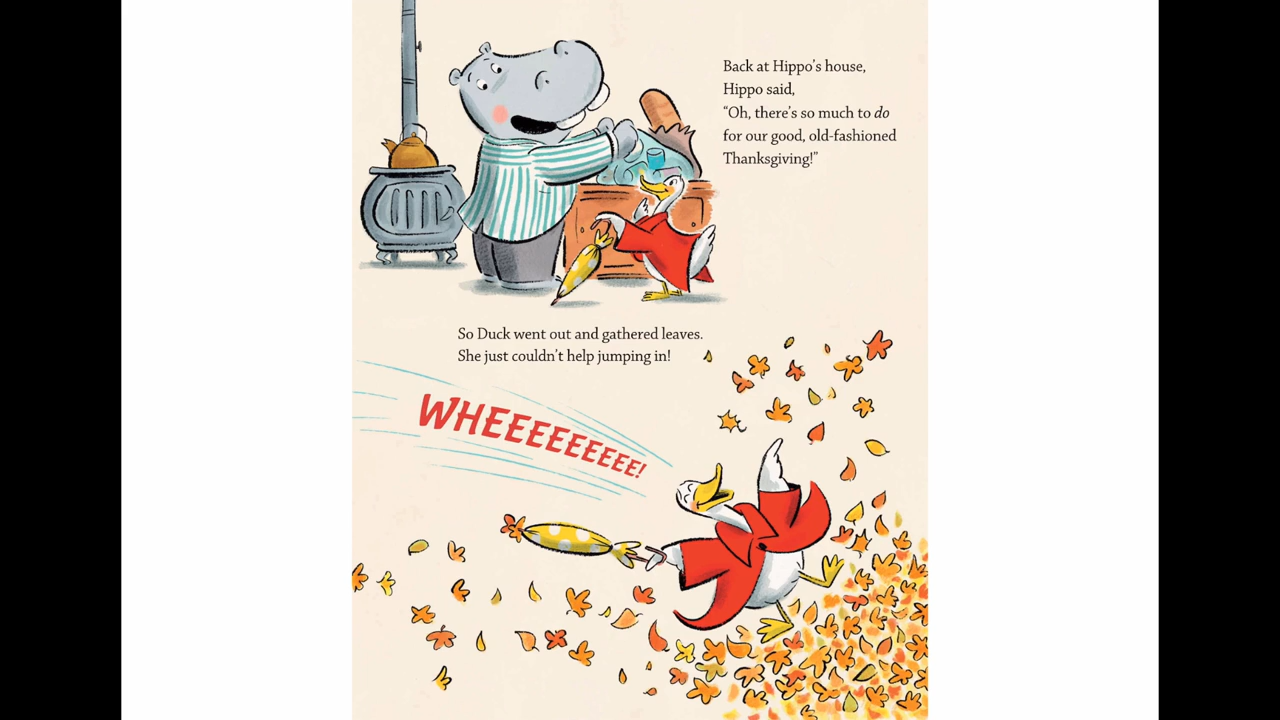 Back at Hippo’s house,
Hippo said,
“Oh, there’s so much to do
for our good, old-fashioned
Thanksgiving!”
So Duck went out and gathered leaves.
She just couldn’t help jumping in!
WHEEEEEEEEE!